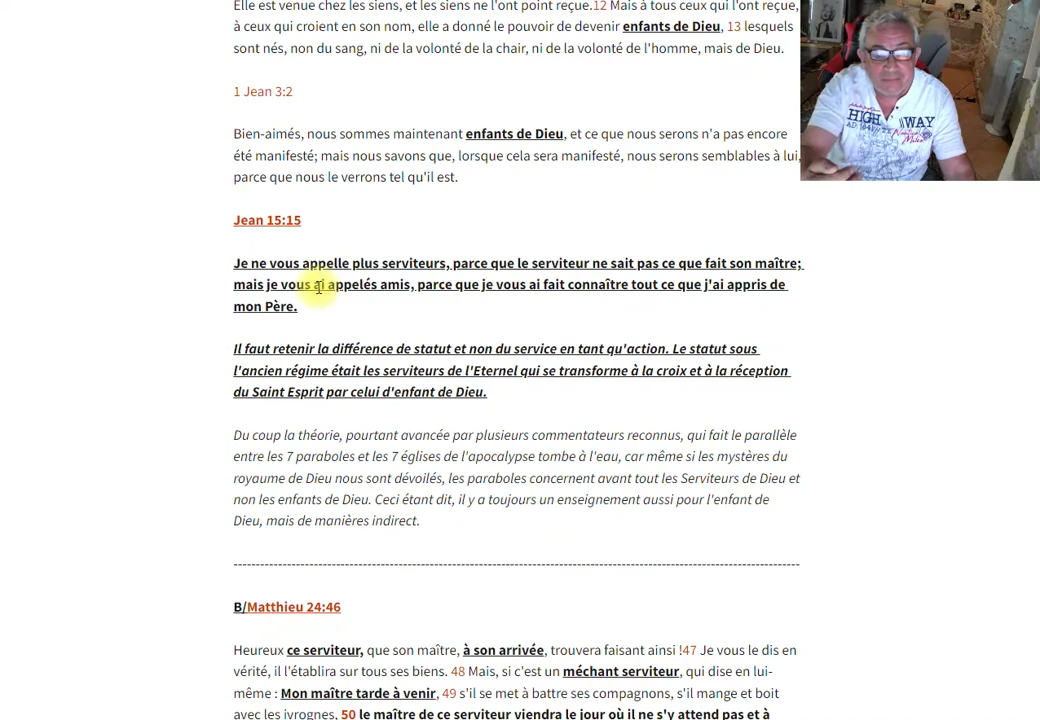 Elle est venue chez les siens, et les siens ne l'ont point reçue.12 Mais à tous ceux qui l'ont reçue,
à ceux qui croient en son nom, elle a donné le pouvoir de devenir enfants de Dieu, 13 lesquels
sont nés, non du sang, ni de la volonté de la chair, ni de la volonté de l'homme, mais de Dieu.
1 Jean 3:2
Bien-aimés, nous sommes maintenant enfants de Dieu, et ce que nous serons n'a pas encore
été manifesté; mais nous savons que, lorsque cela sera manifesté, nous serons semblables à lui,
parce que nous le verrons tel qu'il est.
Jean 15:15
Je ne vous appelle plus serviteurs, parce que le serviteur ne sait pas ce que fait son maître;
mais je vous ai appelés amis, parce que je vous ai fait connaître tout ce que j'ai appris de
mon Père.
Il faut retenir la différence de statut et non du service en tant qu'action. Le statut sous
l'ancien régime était les serviteurs de l'Eternel qui se transforme à la croix et à la réception
du Saint Esprit par celui d'enfant de Dieu.
Du coup la théorie, pourtant avancée par plusieurs commentateurs reconnus, qui fait le parallèle
entre les 7 paraboles et les 7 églises de l'apocalypse tombe à l'eau, car même si les mystères du
royaume de Dieu nous sont dévoilés, les paraboles concernent avant tout les Serviteurs de Dieu et
non les enfants de Dieu. Ceci étant dit, il y a toujours un enseignement aussi pour l'enfant de
Dieu, mais de manières indirect.
--------------------------------------------------------------------------------------------------------------------------------
B/Matthieu 24:46
Heureux ce serviteur, que son maître, à son arrivée, trouvera faisant ainsi !47 Je vous le dis en
vérité, il l'établira sur tous ses biens. 48 Mais, si c'est un méchant serviteur, qui dise en lui-
même : Mon maître tarde à venir, 49 s'il se met à battre ses compagnons, s'il mange et boit
avec les ivrognes, 50 le maître de ce serviteur viendra le jour où il ne s'y attend pas et à
HIGH WAY